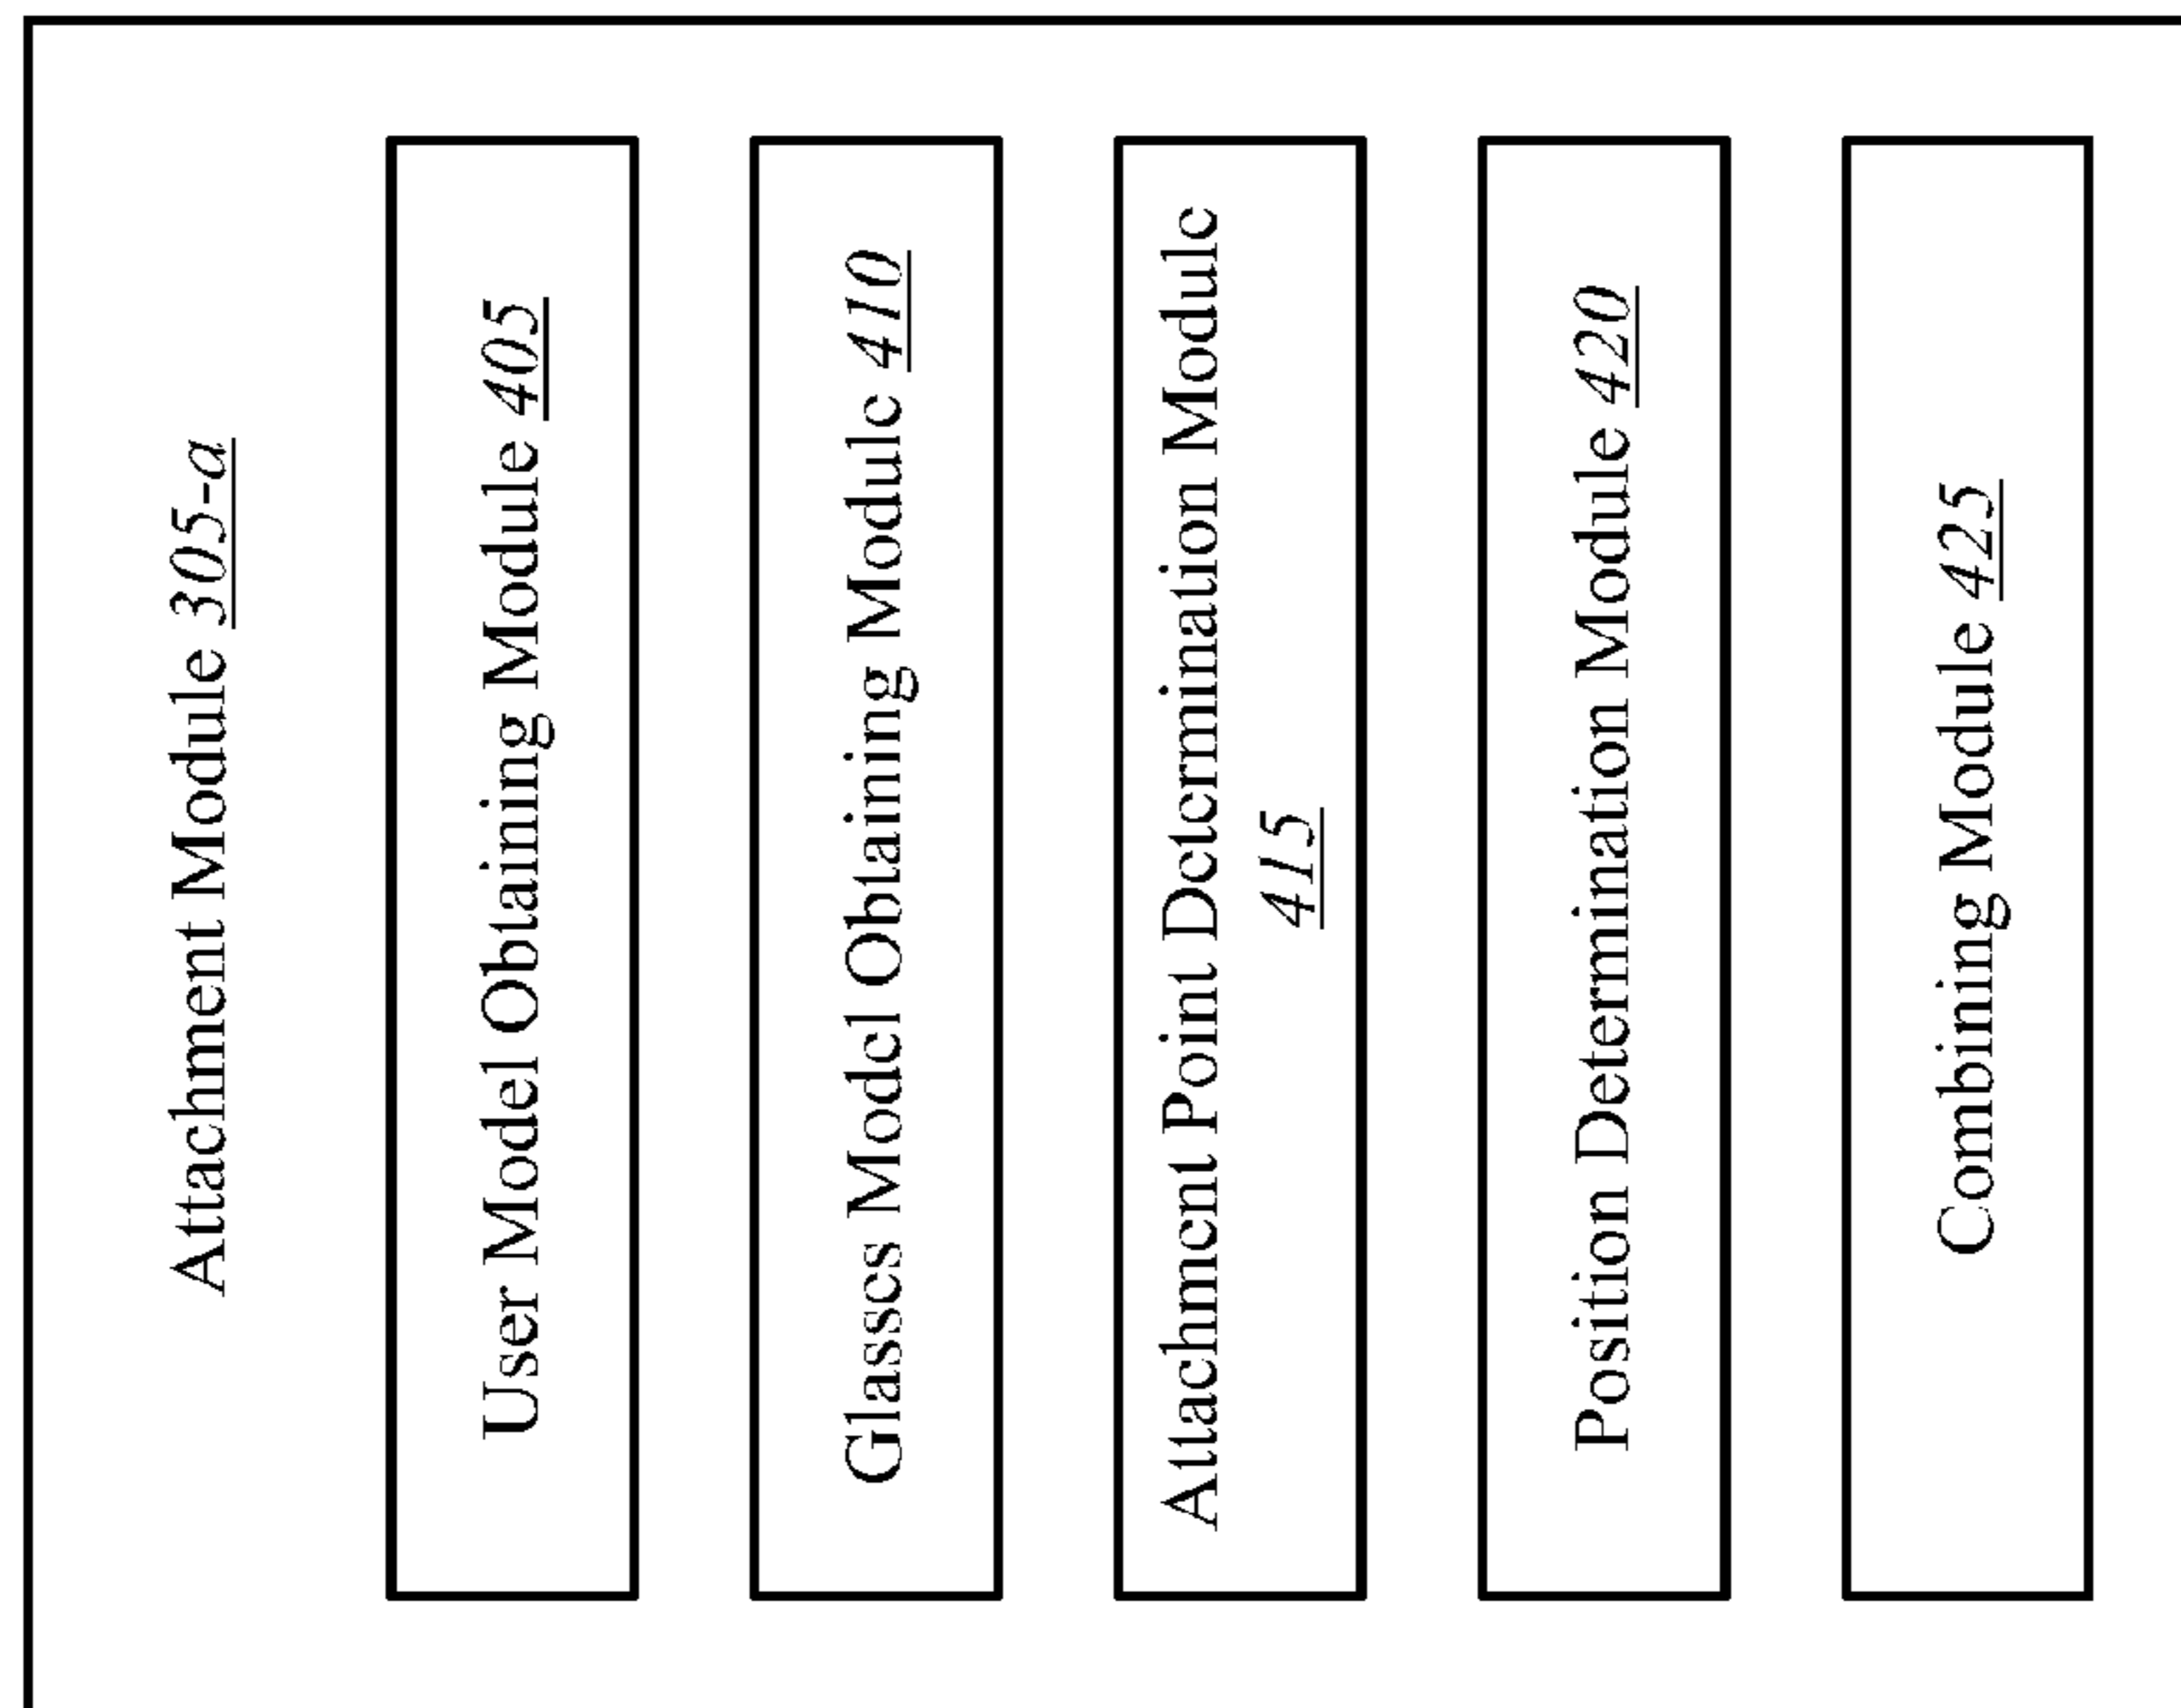 Attachment Module 305-a
User Model Obtaining Module 405
Glasses Model Obtaining Module 410
Attachment Point Determination Module
415
Position Determination Module 420
Combining Module 425